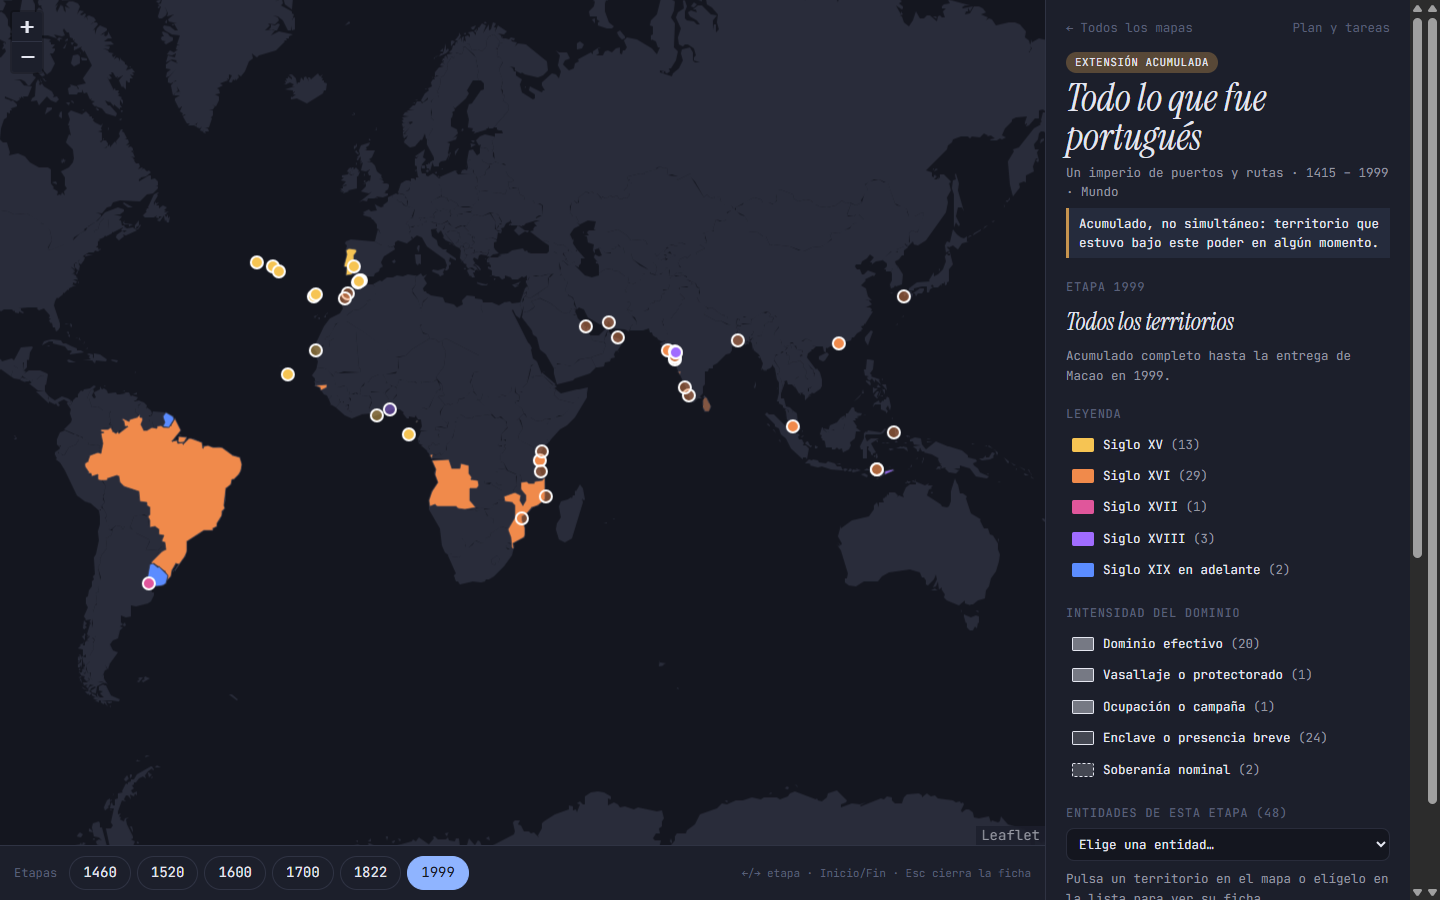 +
−
Leaflet
Etapas 1460 1520 1600 1700 1822 1999
←/→ etapa · Inicio/Fin · Esc cierra la ficha
← Todos los mapas
Plan y tareas
EXTENSIÓN ACUMULADA
Todo lo que fue
portugués
Un imperio de puertos y rutas · 1415 – 1999
· Mundo
Acumulado, no simultáneo: territorio que
estuvo bajo este poder en algún momento.
ETAPA 1999
Todos los territorios
Acumulado completo hasta la entrega de
Macao en 1999.
LEYENDA
Siglo XV (13)
Siglo XVI (29)
Siglo XVII (1)
Siglo XVIII (3)
Siglo XIX en adelante (2)
INTENSIDAD DEL DOMINIO
Dominio efectivo (20)
Vasallaje o protectorado (1)
Ocupación o campaña (1)
Enclave o presencia breve (24)
Soberanía nominal (2)
ENTIDADES DE ESTA ETAPA (48)
Elige una entidad…
Pulsa un territorio en el mapa o elígelo en
la lista para ver su ficha.